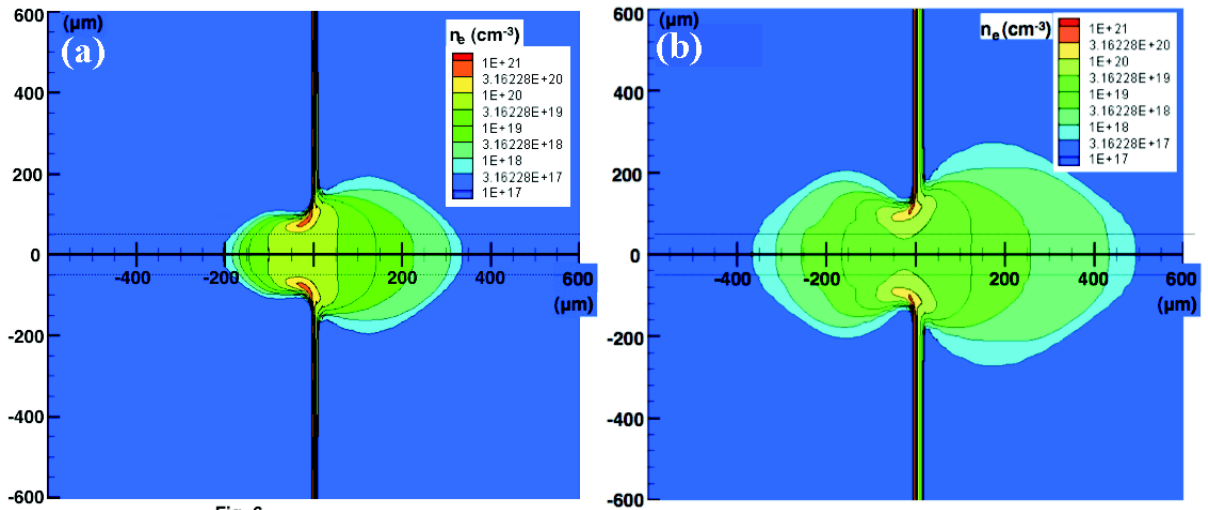 600
(µm)
(a)
400
200
0
-200
-400
-600
-400
-200
0
200
400
600
(µm)
ne (cm-3)
1E+21
3.16228E+20
1E+20
3.16228E+19
1E+19
3.16228E+18
1E+18
3.16228E+17
1E+17
600
(µm)
(b)
400
200
0
-200
-400
-600
-400
-200
0
200
400
600
(µm)
ne (cm-3)
1E+21
3.16228E+20
1E+20
3.16228E+19
1E+19
3.16228E+18
1E+18
3.16228E+17
1E+17